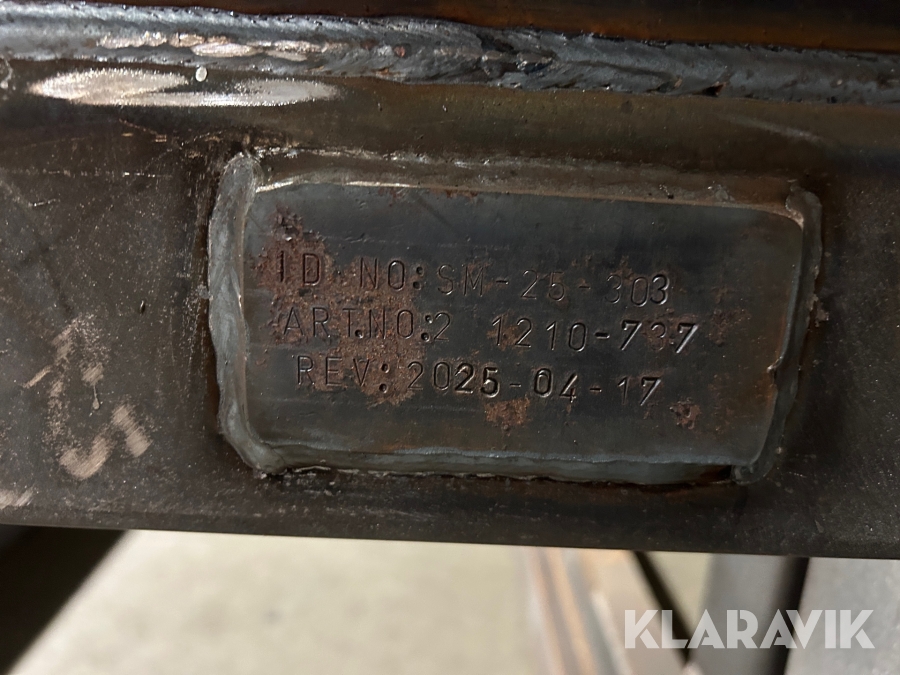 ID NO: SM-25-303
ART.NO:2 1210-737
REV: 2025-04-17
KLARAVIK